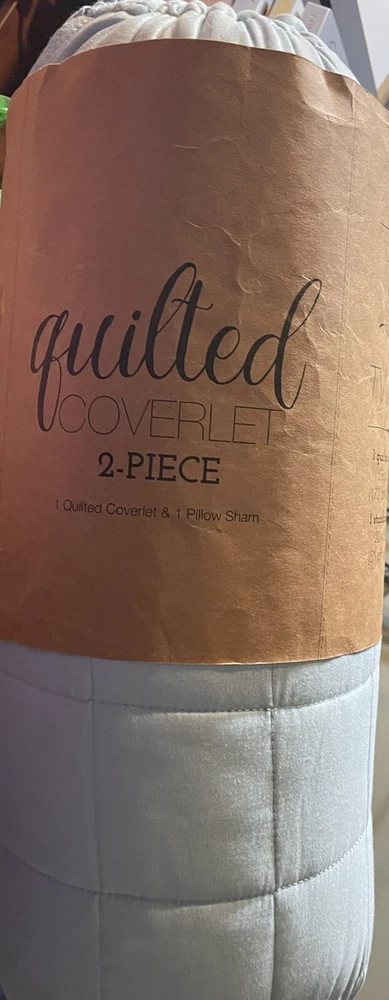 quilted
COVERLET
2-PIECE
1 Quilted Coverlet & 1 Pillow Sham